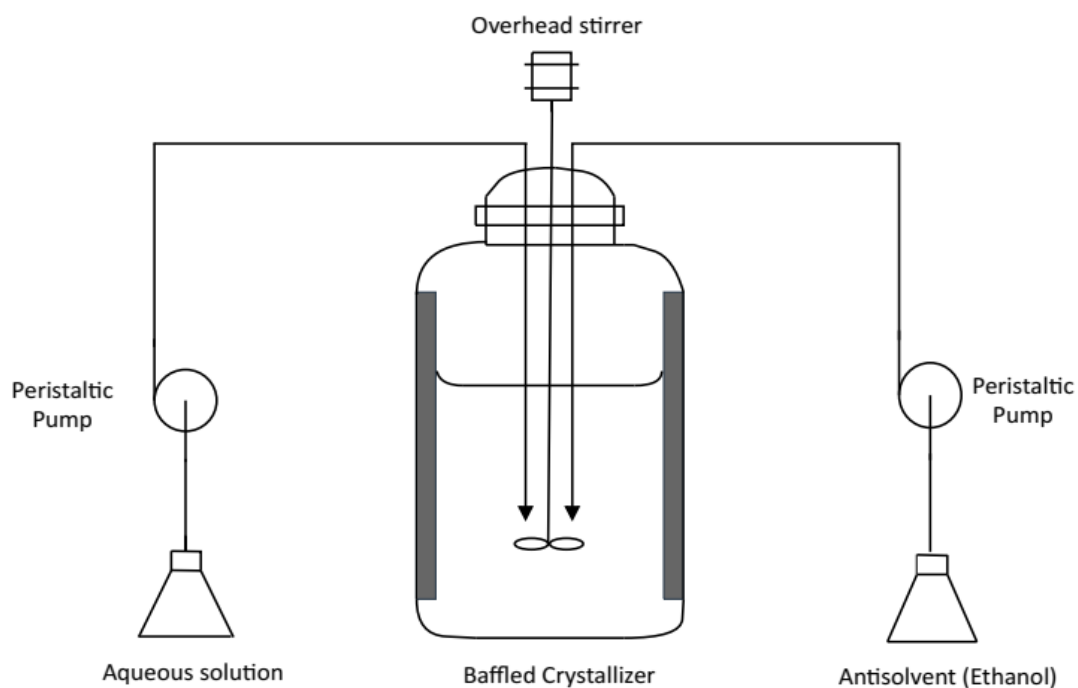 Overhead stirrer
Peristaltic
Pump
Peristaltic
Pump
Aqueous solution
Baffled Crystallizer
Antisolvent (Ethanol)